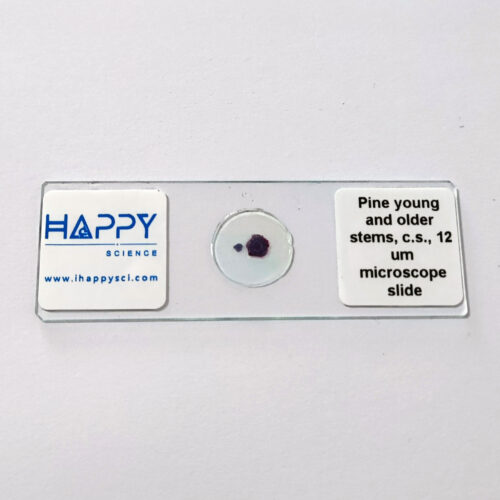 HAPPY
SCIENCE
www.ihappysci.com
Pine young
and older
stems, c.s., 12
um
microscope
slide